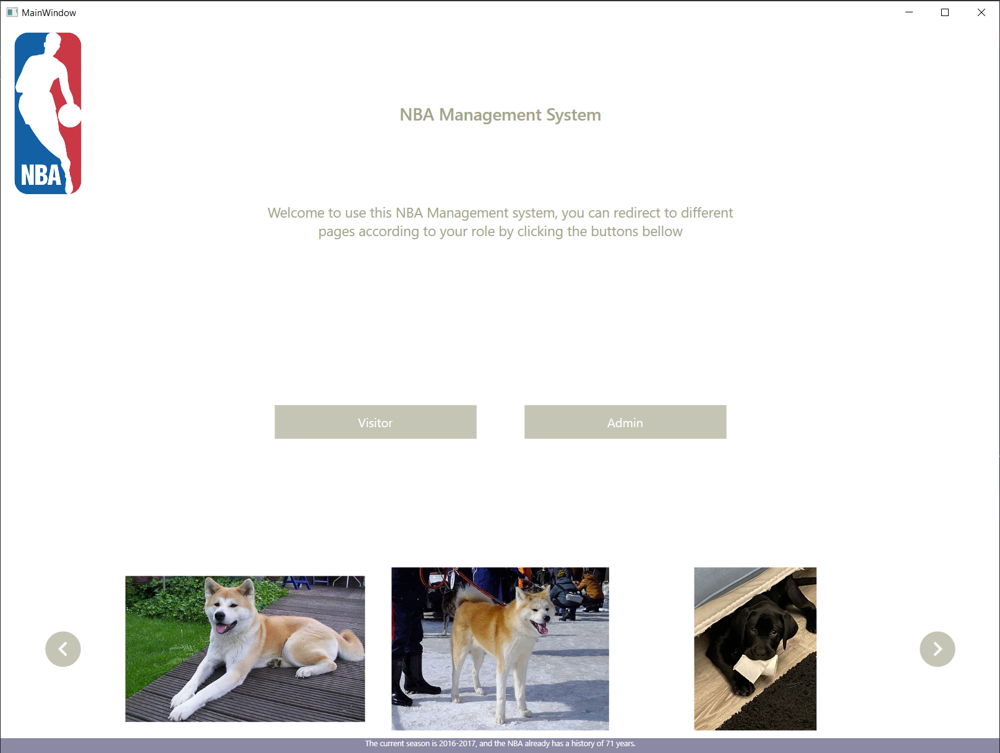 MainWindow
NBA
NBA Management System
Welcome to use this NBA Management system, you can redirect to different
pages according to your role by clicking the buttons bellow
Visitor
Admin
The current season is 2016-2017, and the NBA already has a history of 71 years.